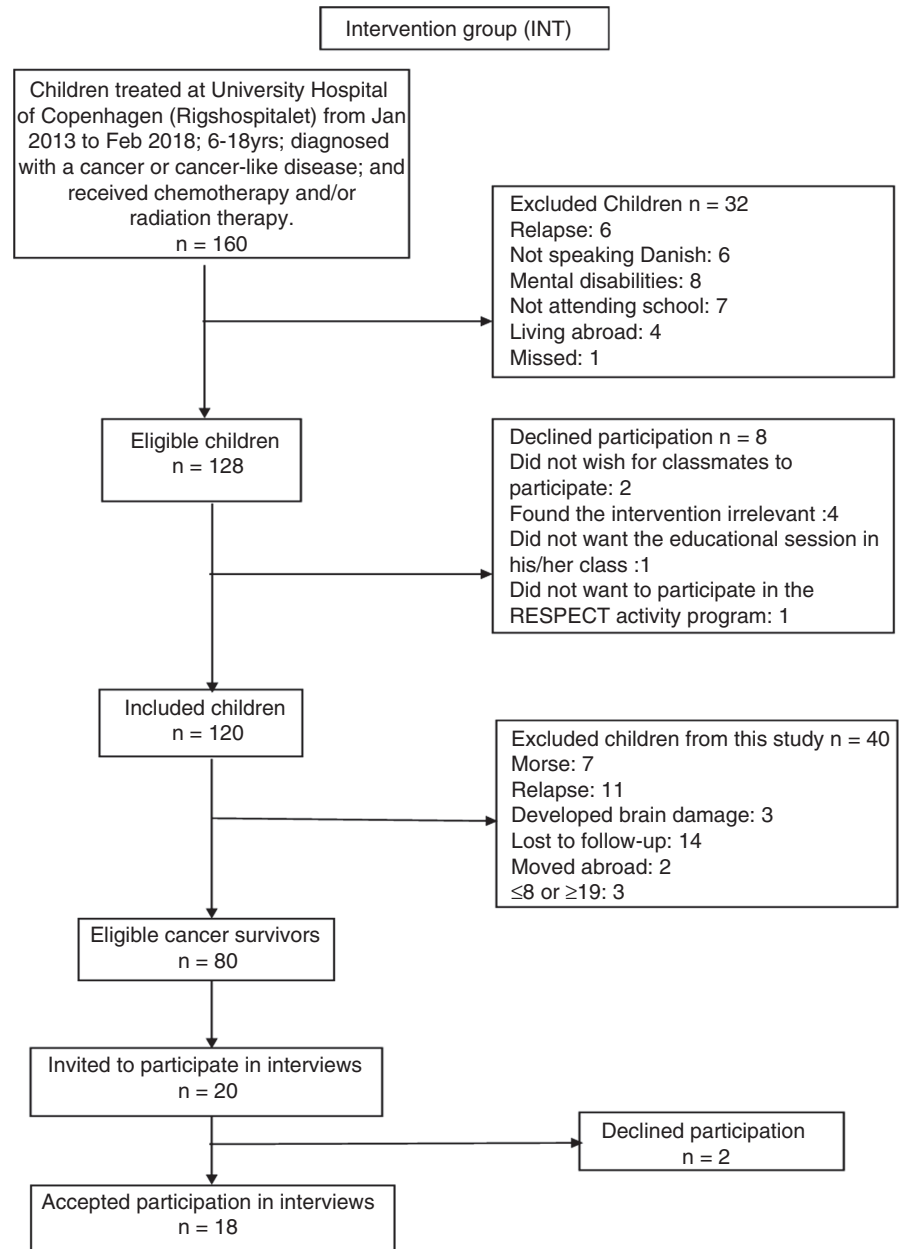 Intervention group (INT)
Children treated at University Hospital
of Copenhagen (Rigshospitalet) from Jan
2013 to Feb 2018; 6-18yrs; diagnosed
with a cancer or cancer-like disease; and
received chemotherapy and/or
radiation therapy.
n = 160
Excluded Children n = 32
Relapse: 6
Not speaking Danish: 6
Mental disabilities: 8
Not attending school: 7
Living abroad: 4
Missed: 1
Eligible children
n = 128
Declined participation n = 8
Did not wish for classmates to
participate: 2
Found the intervention irrelevant :4
Did not want the educational session in
his/her class :1
Did not want to participate in the
RESPECT activity program: 1
Included children
n = 120
Excluded children from this study n = 40
Morse: 7
Relapse: 11
Developed brain damage: 3
Lost to follow-up: 14
Moved abroad: 2
≤8 or ≥19: 3
Eligible cancer survivors
n = 80
Invited to participate in interviews
n = 20
Declined participation
n = 2
Accepted participation in interviews
n = 18